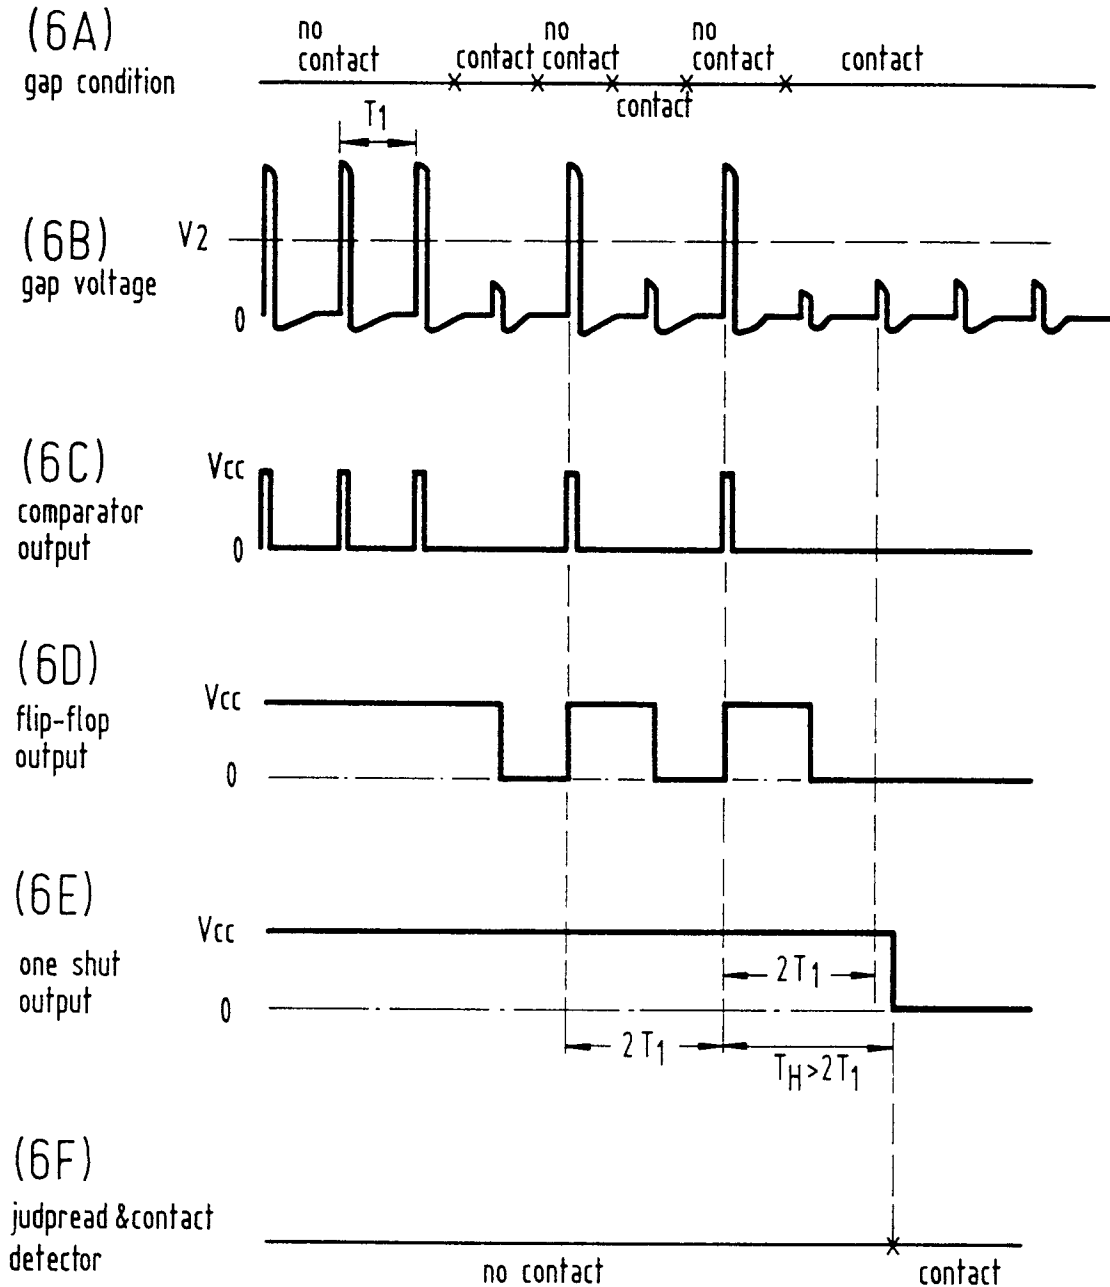 (6A)
gap condition
no
contact
contact
no
contact
contact
no
contact
contact
T1
(6B)
gap voltage
V2
0
(6C)
comparator
output
Vcc
0
(6D)
flip-flop
output
Vcc
0
(6E)
one shut
output
Vcc
0
2T1
2T1
TH>2T1
(6F)
judpread &contact
detector
no contact
contact